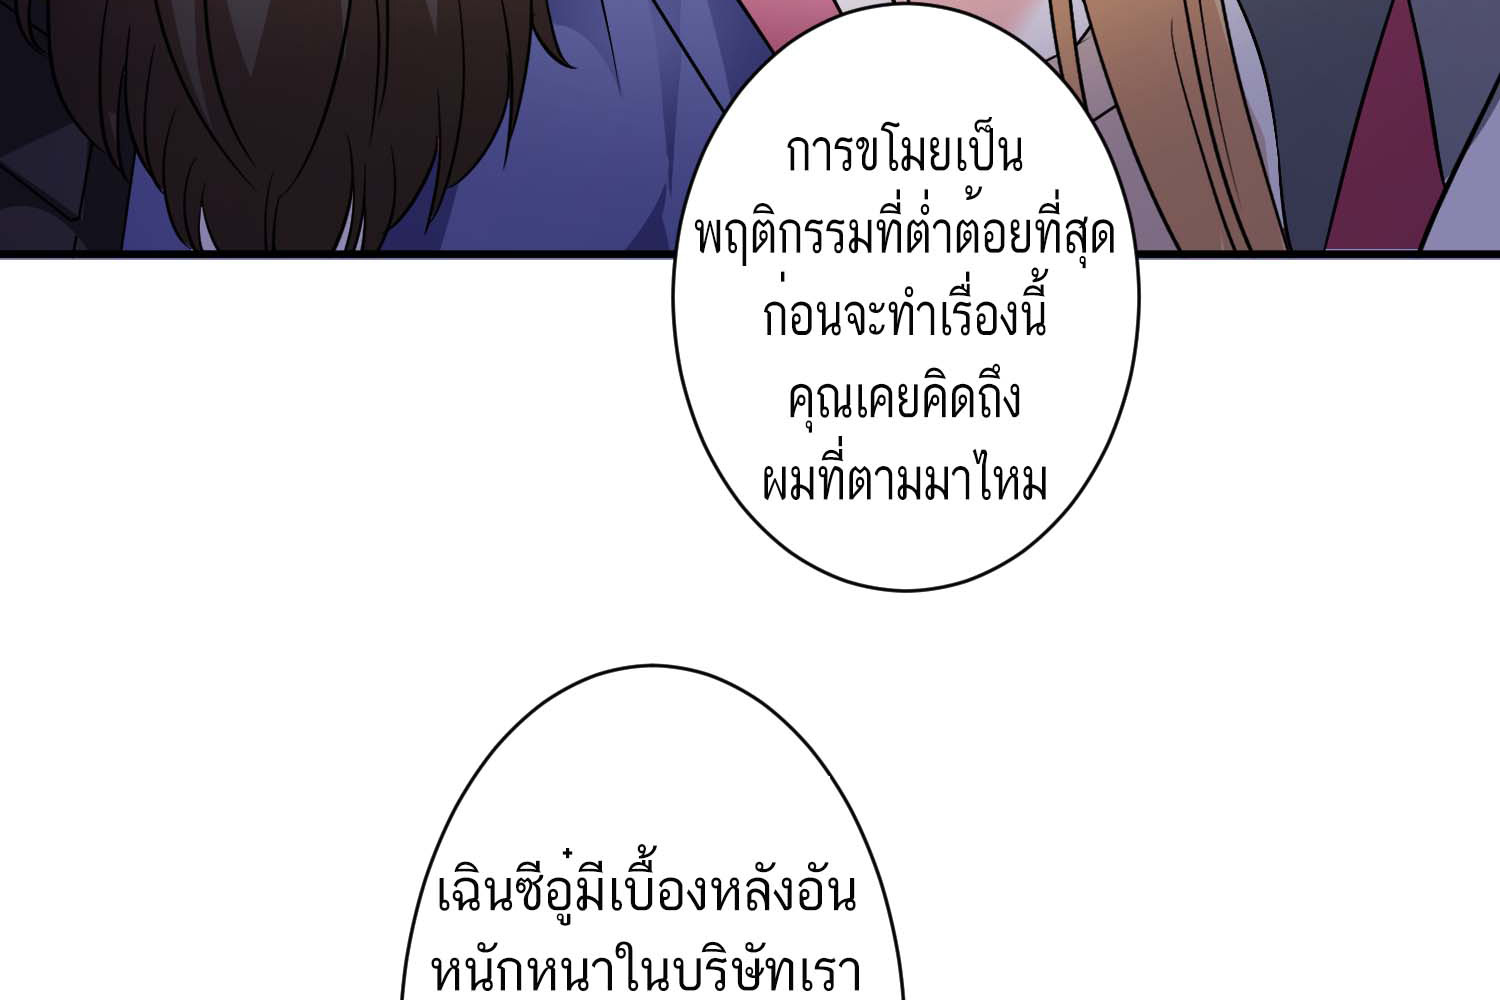 การขโมยเป็น
พฤติกรรมที่ต่ำต้อยที่สุด
ก่อนจะทำเรื่องนี้
คุณเคยคิดถึง
ผมที่ตามมาไหม
เฉินซีอู๋มีเบื้องหลังอัน
หนักหนาในบริษัทเรา